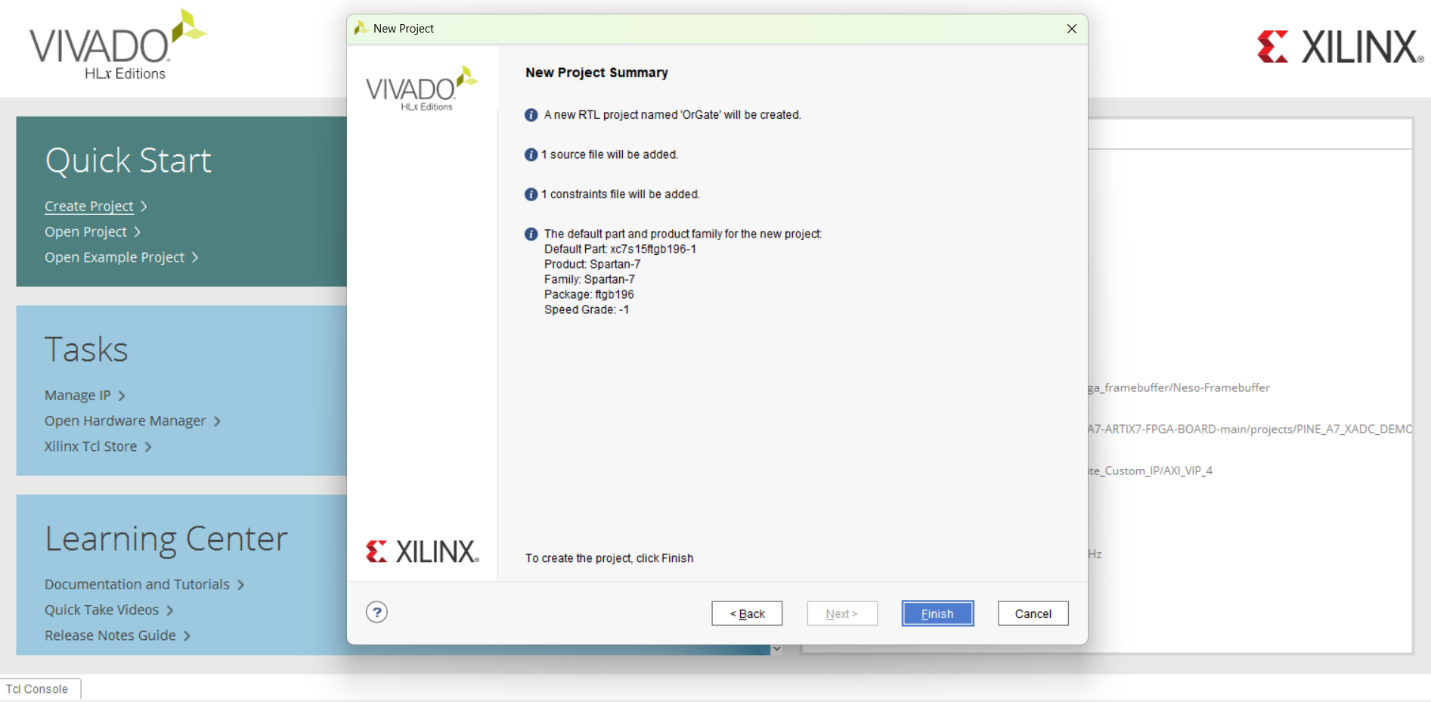 VIVADO
HLx Editions
XILINX
Quick Start
Create Project
Open Project
Open Example Project
Tasks
Manage IP
Open Hardware Manager
Xilinx Tcl Store
Learning Center
Documentation and Tutorials
Quick Take Videos
Release Notes Guide
Tcl Console
New Project
VIVADO
HLx Editions
XILINX
New Project Summary
A new RTL project named 'OrGate' will be created.
1 source file will be added.
1 constraints file will be added.
The default part and product family for the new project:
Default Part: xc7s15ftgb196-1
Product: Spartan-7
Family: Spartan-7
Package: ftgb196
Speed Grade: -1
To create the project, click Finish
?
< Back
Next >
Finish
Cancel
ga_framebuffer/Neso-Framebuffer
A7-ARTIX7-FPGA-BOARD-main/projects/PINE_A7_XADC_DEMO
ite_Custom_IP/AXI_VIP_4
Hz